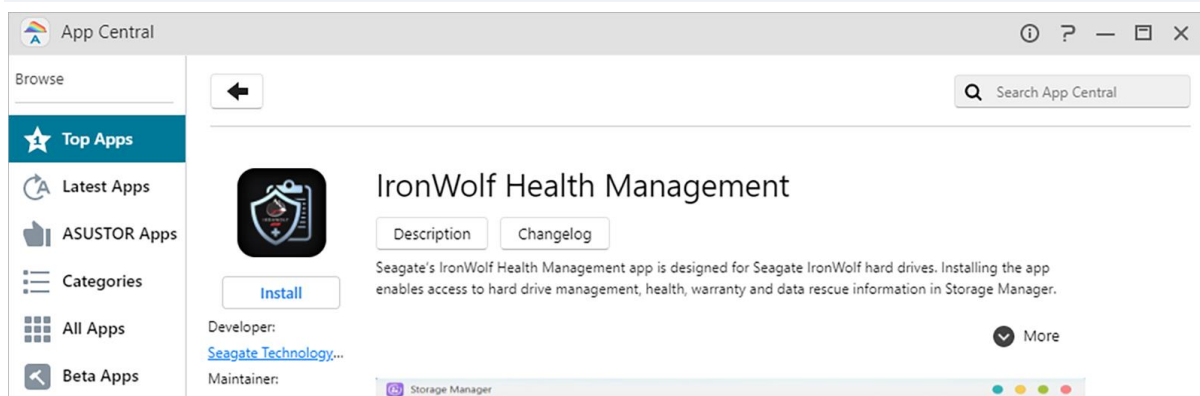 App Central
Browse
Search App Central
Top Apps
Latest Apps
ASUSTOR Apps
Categories
All Apps
Beta Apps
IRONWOLF
Install
Developer:
Seagate Technology...
Maintainer:
IronWolf Health Management
Description
Changelog
Seagate's IronWolf Health Management app is designed for Seagate IronWolf hard drives. Installing the app
enables access to hard drive management, health, warranty and data rescue information in Storage Manager.
More
Storage Manager